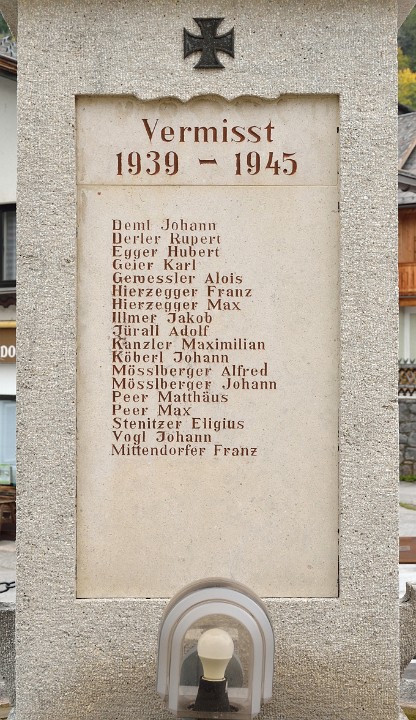 Vermisst
1939 – 1945
Deml Johann
Derler Rupert
Egger Hubert
Geier Karl
Gewessler Alois
Hierzegger Franz
Hierzegger Max
Illmer Jakob
Jürall Adolf
Kanzler Maximilian
Köberl Johann
Mösslberger Alfred
Mösslberger Johann
Peer Matthäus
Peer Max
Stenitzer Eligius
Vogl Johann
Mittendorfer Franz
DO